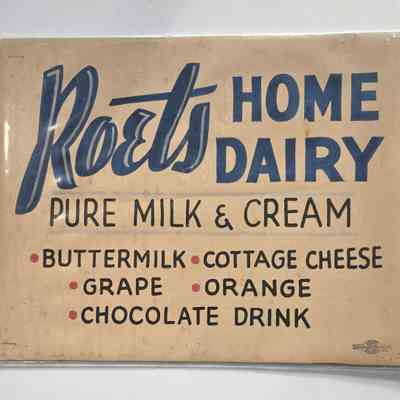 Roets HOME
DAIRY
PURE MILK & CREAM
•BUTTERMILK •COTTAGE CHEESE
•GRAPE •ORANGE
•CHOCOLATE DRINK